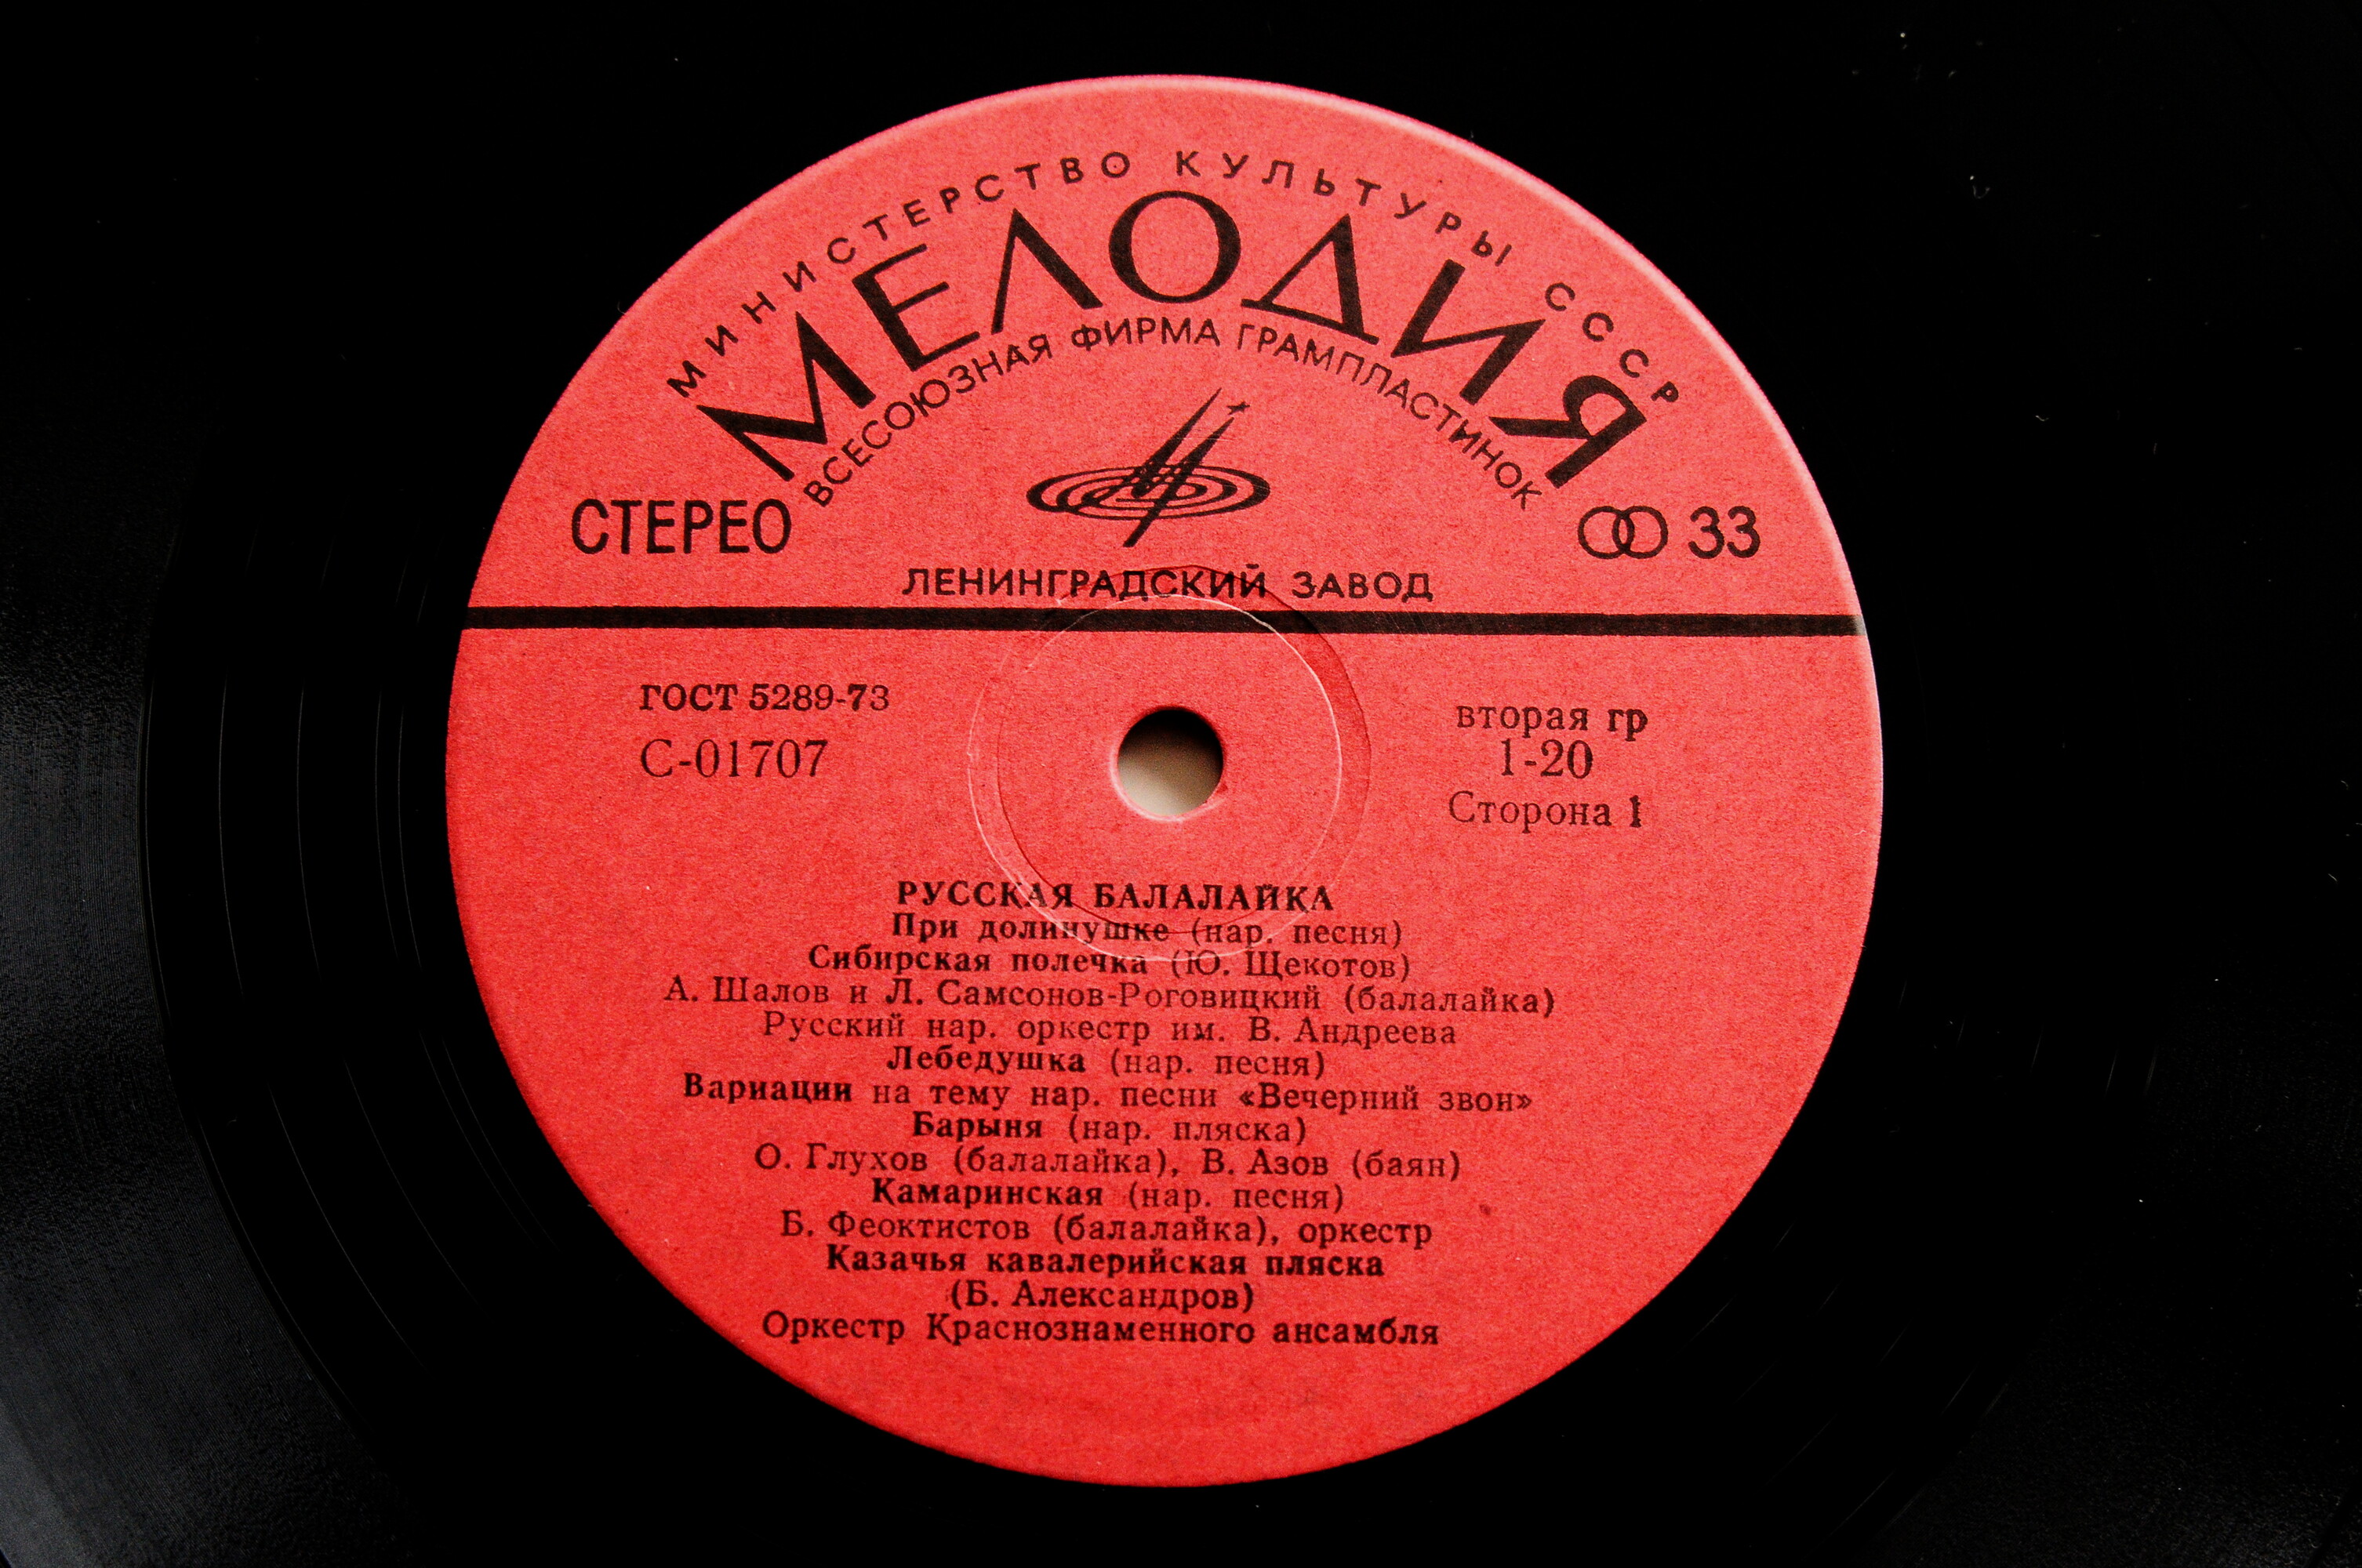 МИНИСТЕРСТВО КУЛЬТУРЫ СССР
МЕЛОДИЯ
ВСЕСОЮЗНАЯ ФИРМА ГРАМПЛАСТИНОК
СТЕРЕО
33
ЛЕНИНГРАДСКИЙ ЗАВОД
ГОСТ 5289-73
С-01707
вторая гр
1-20
Сторона 1
РУССКАЯ БАЛАЛАЙКА
При долинушке (нар. песня)
Сибирская полечка (Ю. Щекотов)
А. Шалов и Л. Самсонов-Роговицкий (балалайка)
Русский нар. оркестр им. В. Андреева
Лебедушка (нар. песня)
Вариации на тему нар. песни «Вечерний звон»
Барыня (нар. пляска)
О. Глухов (балалайка), В. Азов (баян)
Камаринская (нар. песня)
Б. Феоктистов (балалайка), оркестр
Казачья кавалерийская пляска
(Б. Александров)
Оркестр Краснознаменного ансамбля